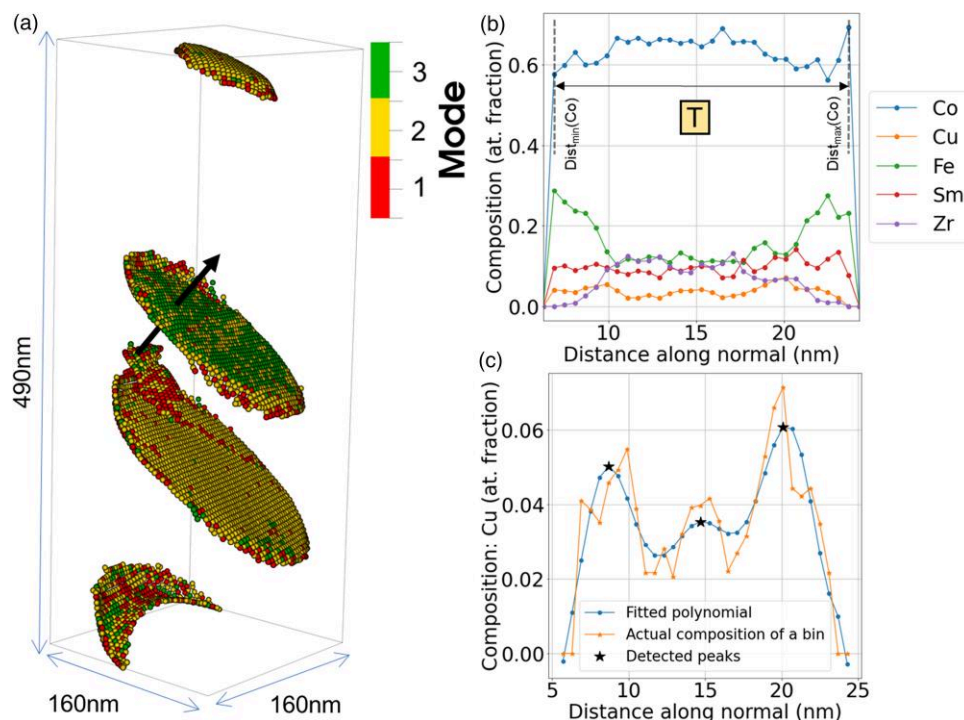 (a)
490nm
160nm
160nm
3
2
1
Mode
(b)
Composition (at. fraction)
0.6
0.4
0.2
0.0
Dist_min(Co)
T
Dist_max(Co)
10
15
20
Distance along normal (nm)
Co
Cu
Fe
Sm
Zr
(c)
Composition: Cu (at. fraction)
0.06
0.04
0.02
0.00
Fitted polynomial
Actual composition of a bin
Detected peaks
5
10
15
20
25
Distance along normal (nm)